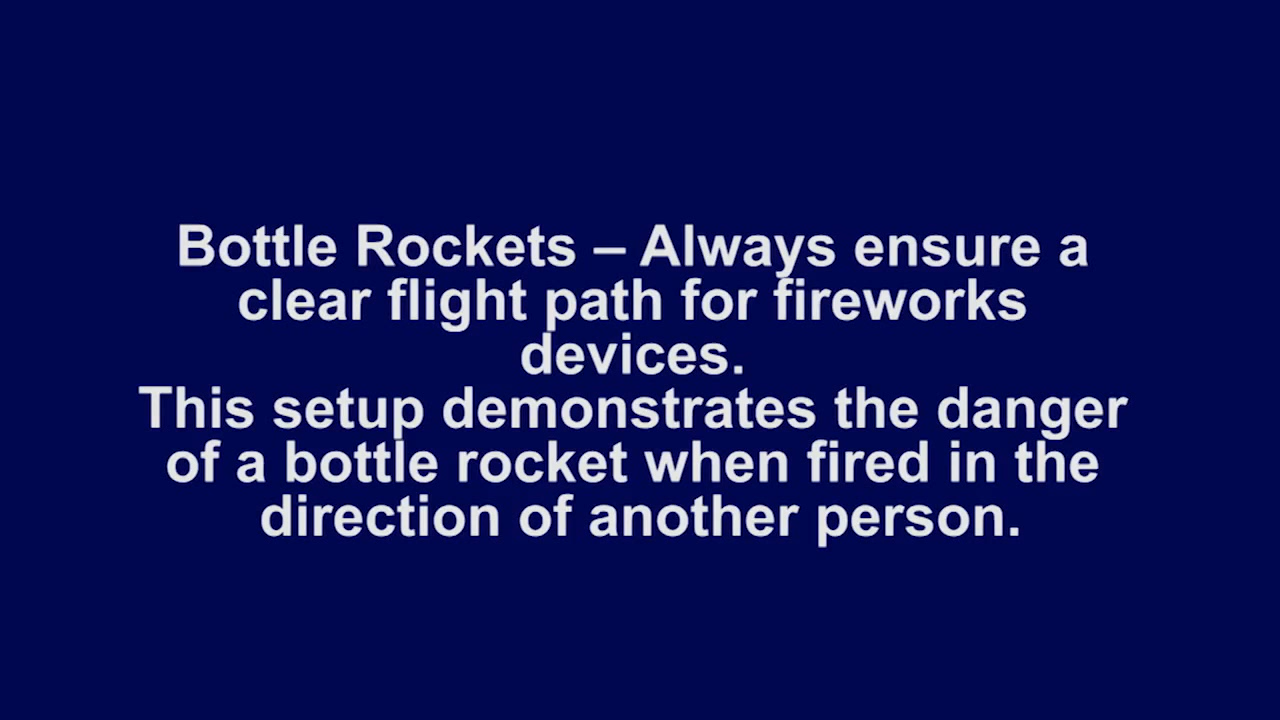 Bottle Rockets – Always ensure a
clear flight path for fireworks
devices.
This setup demonstrates the danger
of a bottle rocket when fired in the
direction of another person.